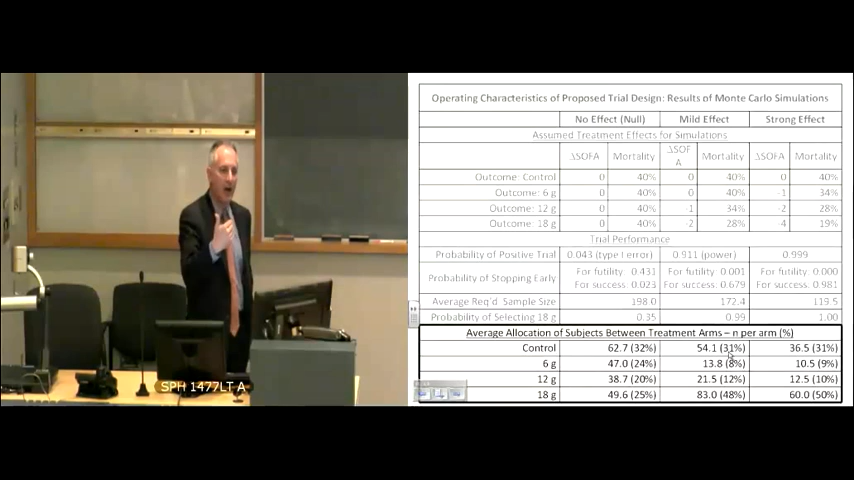 Operating Characteristics of Proposed Trial Design: Results of Monte Carlo Simulations
No Effect (Null) Mild Effect Strong Effect
Assumed Treatment Effects for Simulations
ΔSOFA Mortality ΔSOF A Mortality ΔSOFA Mortality
Outcome: Control 0 40% 0 40% 0 40%
Outcome: 6 g 0 40% 0 40% -1 34%
Outcome: 12 g 0 40% -1 34% -2 28%
Outcome: 18 g 0 40% -2 28% -4 19%
Trial Performance
Probability of Positive Trial 0.043 (type I error) 0.911 (power) 0.999
Probability of Stopping Early For futility: 0.431 For futility: 0.001 For futility: 0.000
For success: 0.023 For success: 0.679 For success: 0.981
Average Req'd Sample Size 198.0 172.4 119.5
Probability of Selecting 18 g 0.35 0.99 1.00
Average Allocation of Subjects Between Treatment Arms – n per arm (%)
Control 62.7 (32%) 54.1 (31%) 36.5 (31%)
6 g 47.0 (24%) 13.8 (8%) 10.5 (9%)
12 g 38.7 (20%) 21.5 (12%) 12.5 (10%)
18 g 49.6 (25%) 83.0 (48%) 60.0 (50%)
SPH 1477LT A